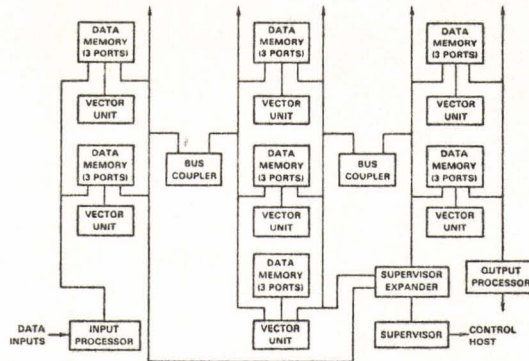 DATA
MEMORY
(3 PORTS)
DATA
MEMORY
(3 PORTS)
DATA
MEMORY
(3 PORTS)
VECTOR
UNIT
VECTOR
UNIT
VECTOR
UNIT
BUS
COUPLER
BUS
COUPLER
DATA
MEMORY
(3 PORTS)
DATA
MEMORY
(3 PORTS)
DATA
MEMORY
(3 PORTS)
VECTOR
UNIT
VECTOR
UNIT
VECTOR
UNIT
DATA
MEMORY
(3 PORTS)
SUPERVISOR
EXPANDER
OUTPUT
PROCESSOR
DATA
INPUTS
INPUT
PROCESSOR
VECTOR
UNIT
SUPERVISOR
CONTROL
HOST